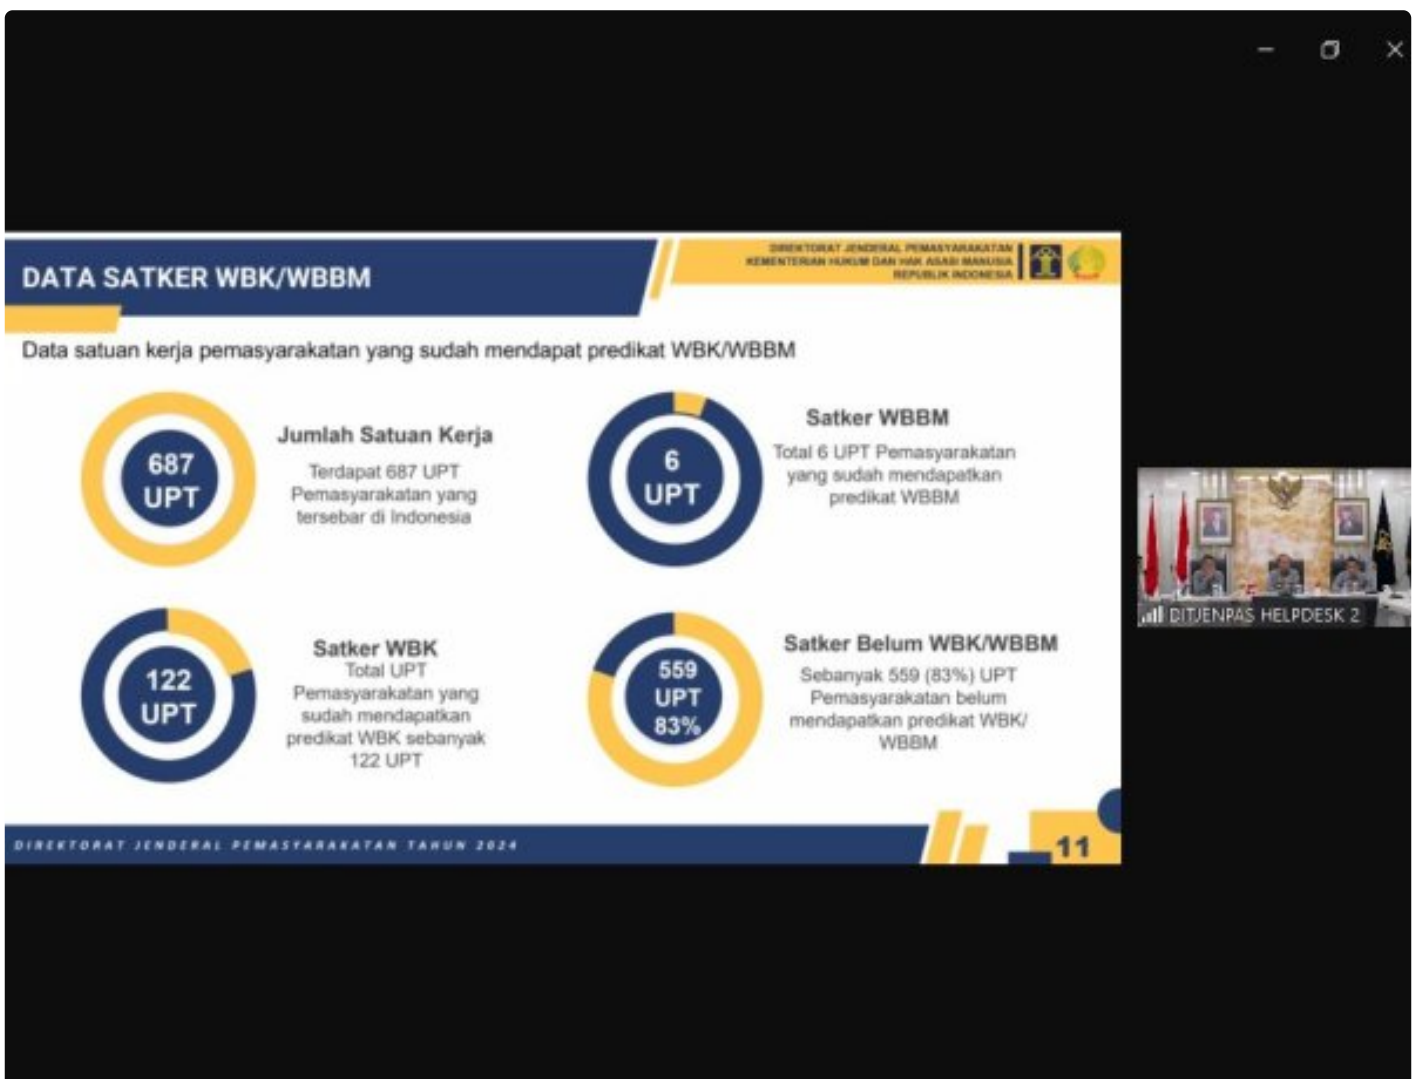 DATA SATKER WBK/WBBM
DIREKTORAT JENDERAL PEMASYARAKATAN
KEMENTERIAN HUKUM DAN HAK ASASI MANUSIA
REPUBLIK INDONESIA
Data satuan kerja pemasyarakatan yang sudah mendapat predikat WBK/WBBM
687
UPT
Jumlah Satuan Kerja
Terdapat 687 UPT
Pemasyarakatan yang
tersebar di Indonesia
6
UPT
Satker WBBM
Total 6 UPT Pemasyarakatan
yang sudah mendapatkan
predikat WBBM
122
UPT
Satker WBK
Total UPT
Pemasyarakatan yang
sudah mendapatkan
predikat WBK sebanyak
122 UPT
559
UPT
83%
Satker Belum WBK/WBBM
Sebanyak 559 (83%) UPT
Pemasyarakatan belum
mendapatkan predikat WBK/
WBBM
DIREKTORAT JENDERAL PEMASYARAKATAN TAHUN 2024
11
DITJENPAS HELPDESK 2